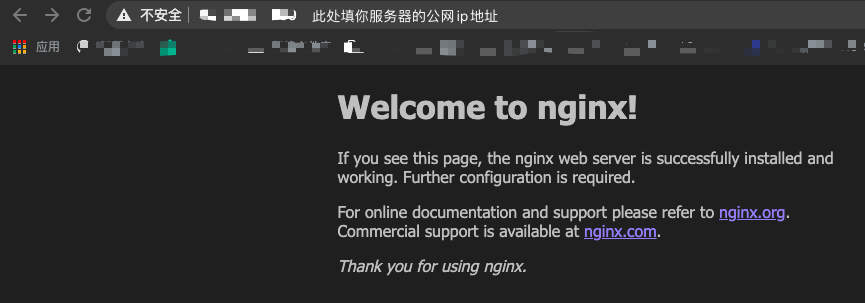 不安全 此处填你服务器的公网ip地址
应用
Welcome to nginx!
If you see this page, the nginx web server is successfully installed and
working. Further configuration is required.
For online documentation and support please refer to nginx.org.
Commercial support is available at nginx.com.
Thank you for using nginx.